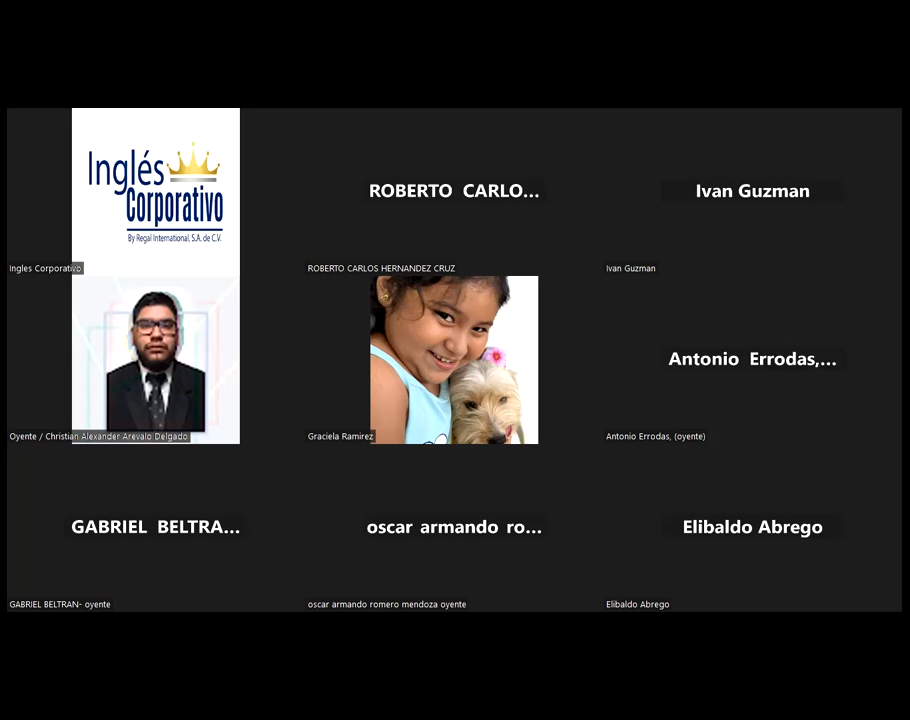 Inglés
Corporativo
By Regal International, S.A. de C.V.
Ingles Corporativo
ROBERTO CARLO...
ROBERTO CARLOS HERNANDEZ CRUZ
Ivan Guzman
Ivan Guzman
Oyente / Christian Alexander Arevalo Delgado
Graciela Ramirez
Antonio Errodas,...
Antonio Errodas, (oyente)
GABRIEL BELTRA...
GABRIEL BELTRAN- oyente
oscar armando ro...
oscar armando romero mendoza oyente
Elibaldo Abrego
Elibaldo Abrego